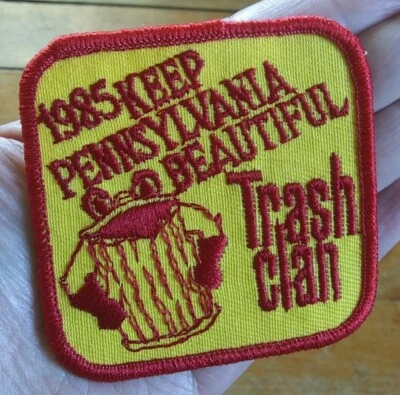 1985 KEEP
PENNSYLVANIA
BEAUTIFUL
Trash
clan